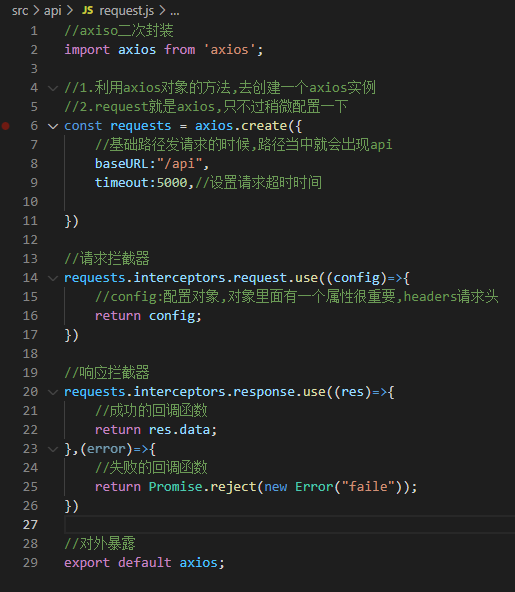 src > api > JS request.js > ...
1 //axiso二次封装
2 import axios from 'axios';
3
4 //1.利用axios对象的方法,去创建一个axios实例
5 //2.request就是axios,只不过稍微配置一下
6 const requests = axios.create({
7     //基础路径发请求的时候,路径当中就会出现api
8     baseURL:"/api",
9     timeout:5000,//设置请求超时时间
10
11 })
12
13 //请求拦截器
14 requests.interceptors.request.use((config)=>{
15     //config:配置对象,对象里面有一个属性很重要,headers请求头
16     return config;
17 })
18
19 //响应拦截器
20 requests.interceptors.response.use((res)=>{
21     //成功的回调函数
22     return res.data;
23 },(error)=>{
24     //失败的回调函数
25     return Promise.reject(new Error("faile"));
26 })
27
28 //对外暴露
29 export default axios;